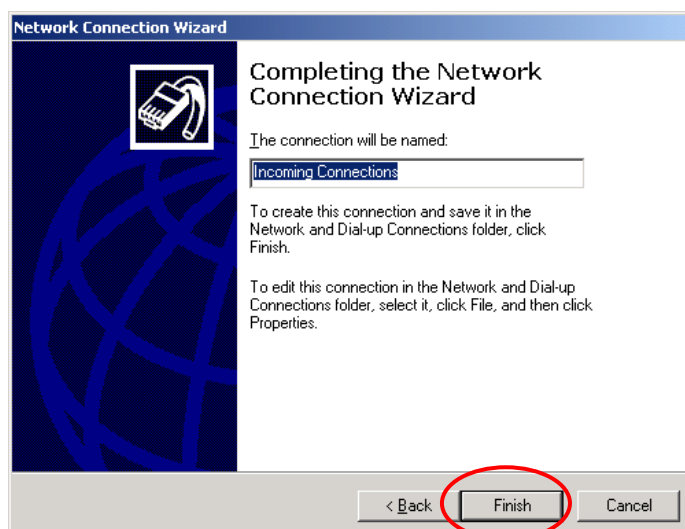 Network Connection Wizard
Completing the Network
Connection Wizard
The connection will be named:
Incoming Connections
To create this connection and save it in the
Network and Dial-up Connections folder, click
Finish.
To edit this connection in the Network and Dial-up
Connections folder, select it, click File, and then click
Properties.
< Back Finish Cancel